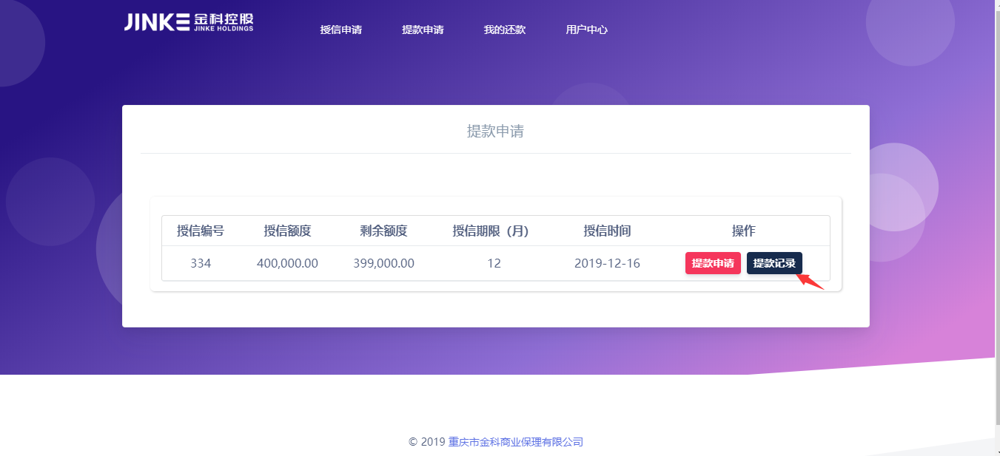 JINKE 金科控股
JINKE HOLDINGS
授信申请 提款申请 我的还款 用户中心
提款申请
授信编号 授信额度 剩余额度 授信期限（月） 授信时间 操作
334 400,000.00 399,000.00 12 2019-12-16 提款申请 提款记录
© 2019 重庆市金科商业保理有限公司